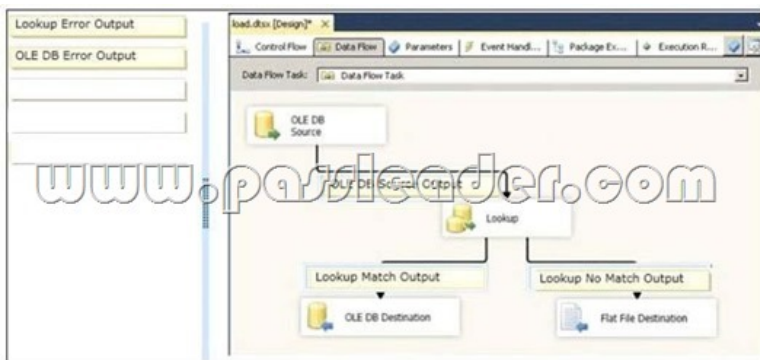 Lookup Error Output
OLE DB Error Output
load.dtsx [Design]* X
Control Flow Data Flow Parameters Event Handl... Package Ex... Execution R...
Data Flow Task: Data Flow Task
OLE DB
Source
www.passleader.com
OLE DB Source Output
Lookup
Lookup Match Output
Lookup No Match Output
OLE DB Destination
Flat File Destination